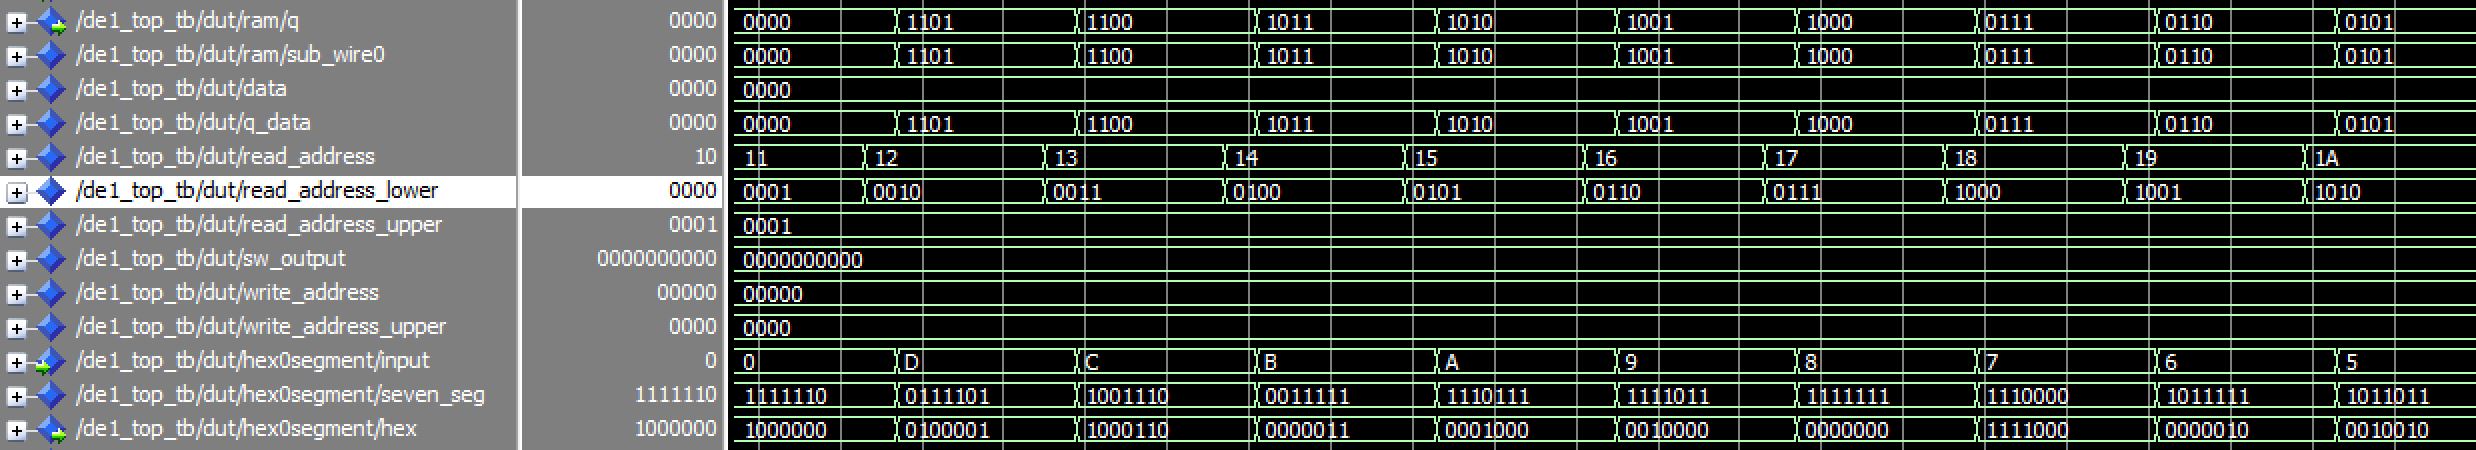 /de1_top_tb/dut/ram/q 0000 0000 1101 1100 1011 1010 1001 1000 0111 0110 0101
/de1_top_tb/dut/ram/sub_wire0 0000 0000 1101 1100 1011 1010 1001 1000 0111 0110 0101
/de1_top_tb/dut/data 0000 0000
/de1_top_tb/dut/q_data 0000 0000 1101 1100 1011 1010 1001 1000 0111 0110 0101
/de1_top_tb/dut/read_address 10 11 12 13 14 15 16 17 18 19 1A
/de1_top_tb/dut/read_address_lower 0000 0001 0010 0011 0100 0101 0110 0111 1000 1001 1010
/de1_top_tb/dut/read_address_upper 0001 0001
/de1_top_tb/dut/sw_output 0000000000 0000000000
/de1_top_tb/dut/write_address 00000 00000
/de1_top_tb/dut/write_address_upper 0000 0000
/de1_top_tb/dut/hex0segment/input 0 0 D C B A 9 8 7 6 5
/de1_top_tb/dut/hex0segment/seven_seg 1111110 1111110 0111101 1001110 0011111 1110111 1111011 1111111 1110000 1011111 1011011
/de1_top_tb/dut/hex0segment/hex 1000000 1000000 0100001 1000110 0000011 0001000 0010000 0000000 1111000 0000010 0010010